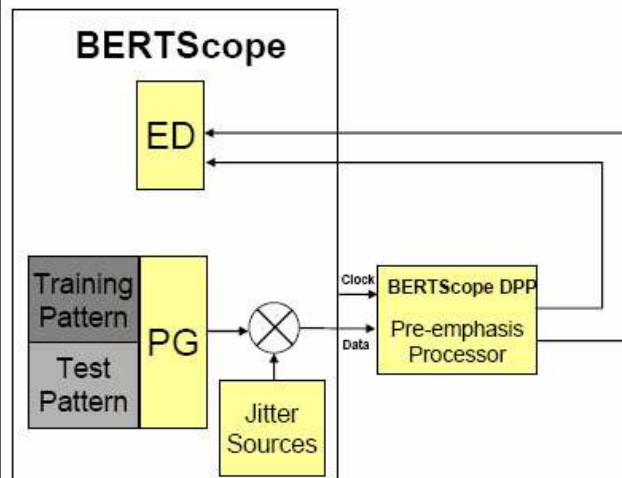 BERTScope
ED
Training
Pattern
Test
Pattern
PG
Jitter
Sources
Clock
Data
BERTScope DPP
Pre-emphasis
Processor